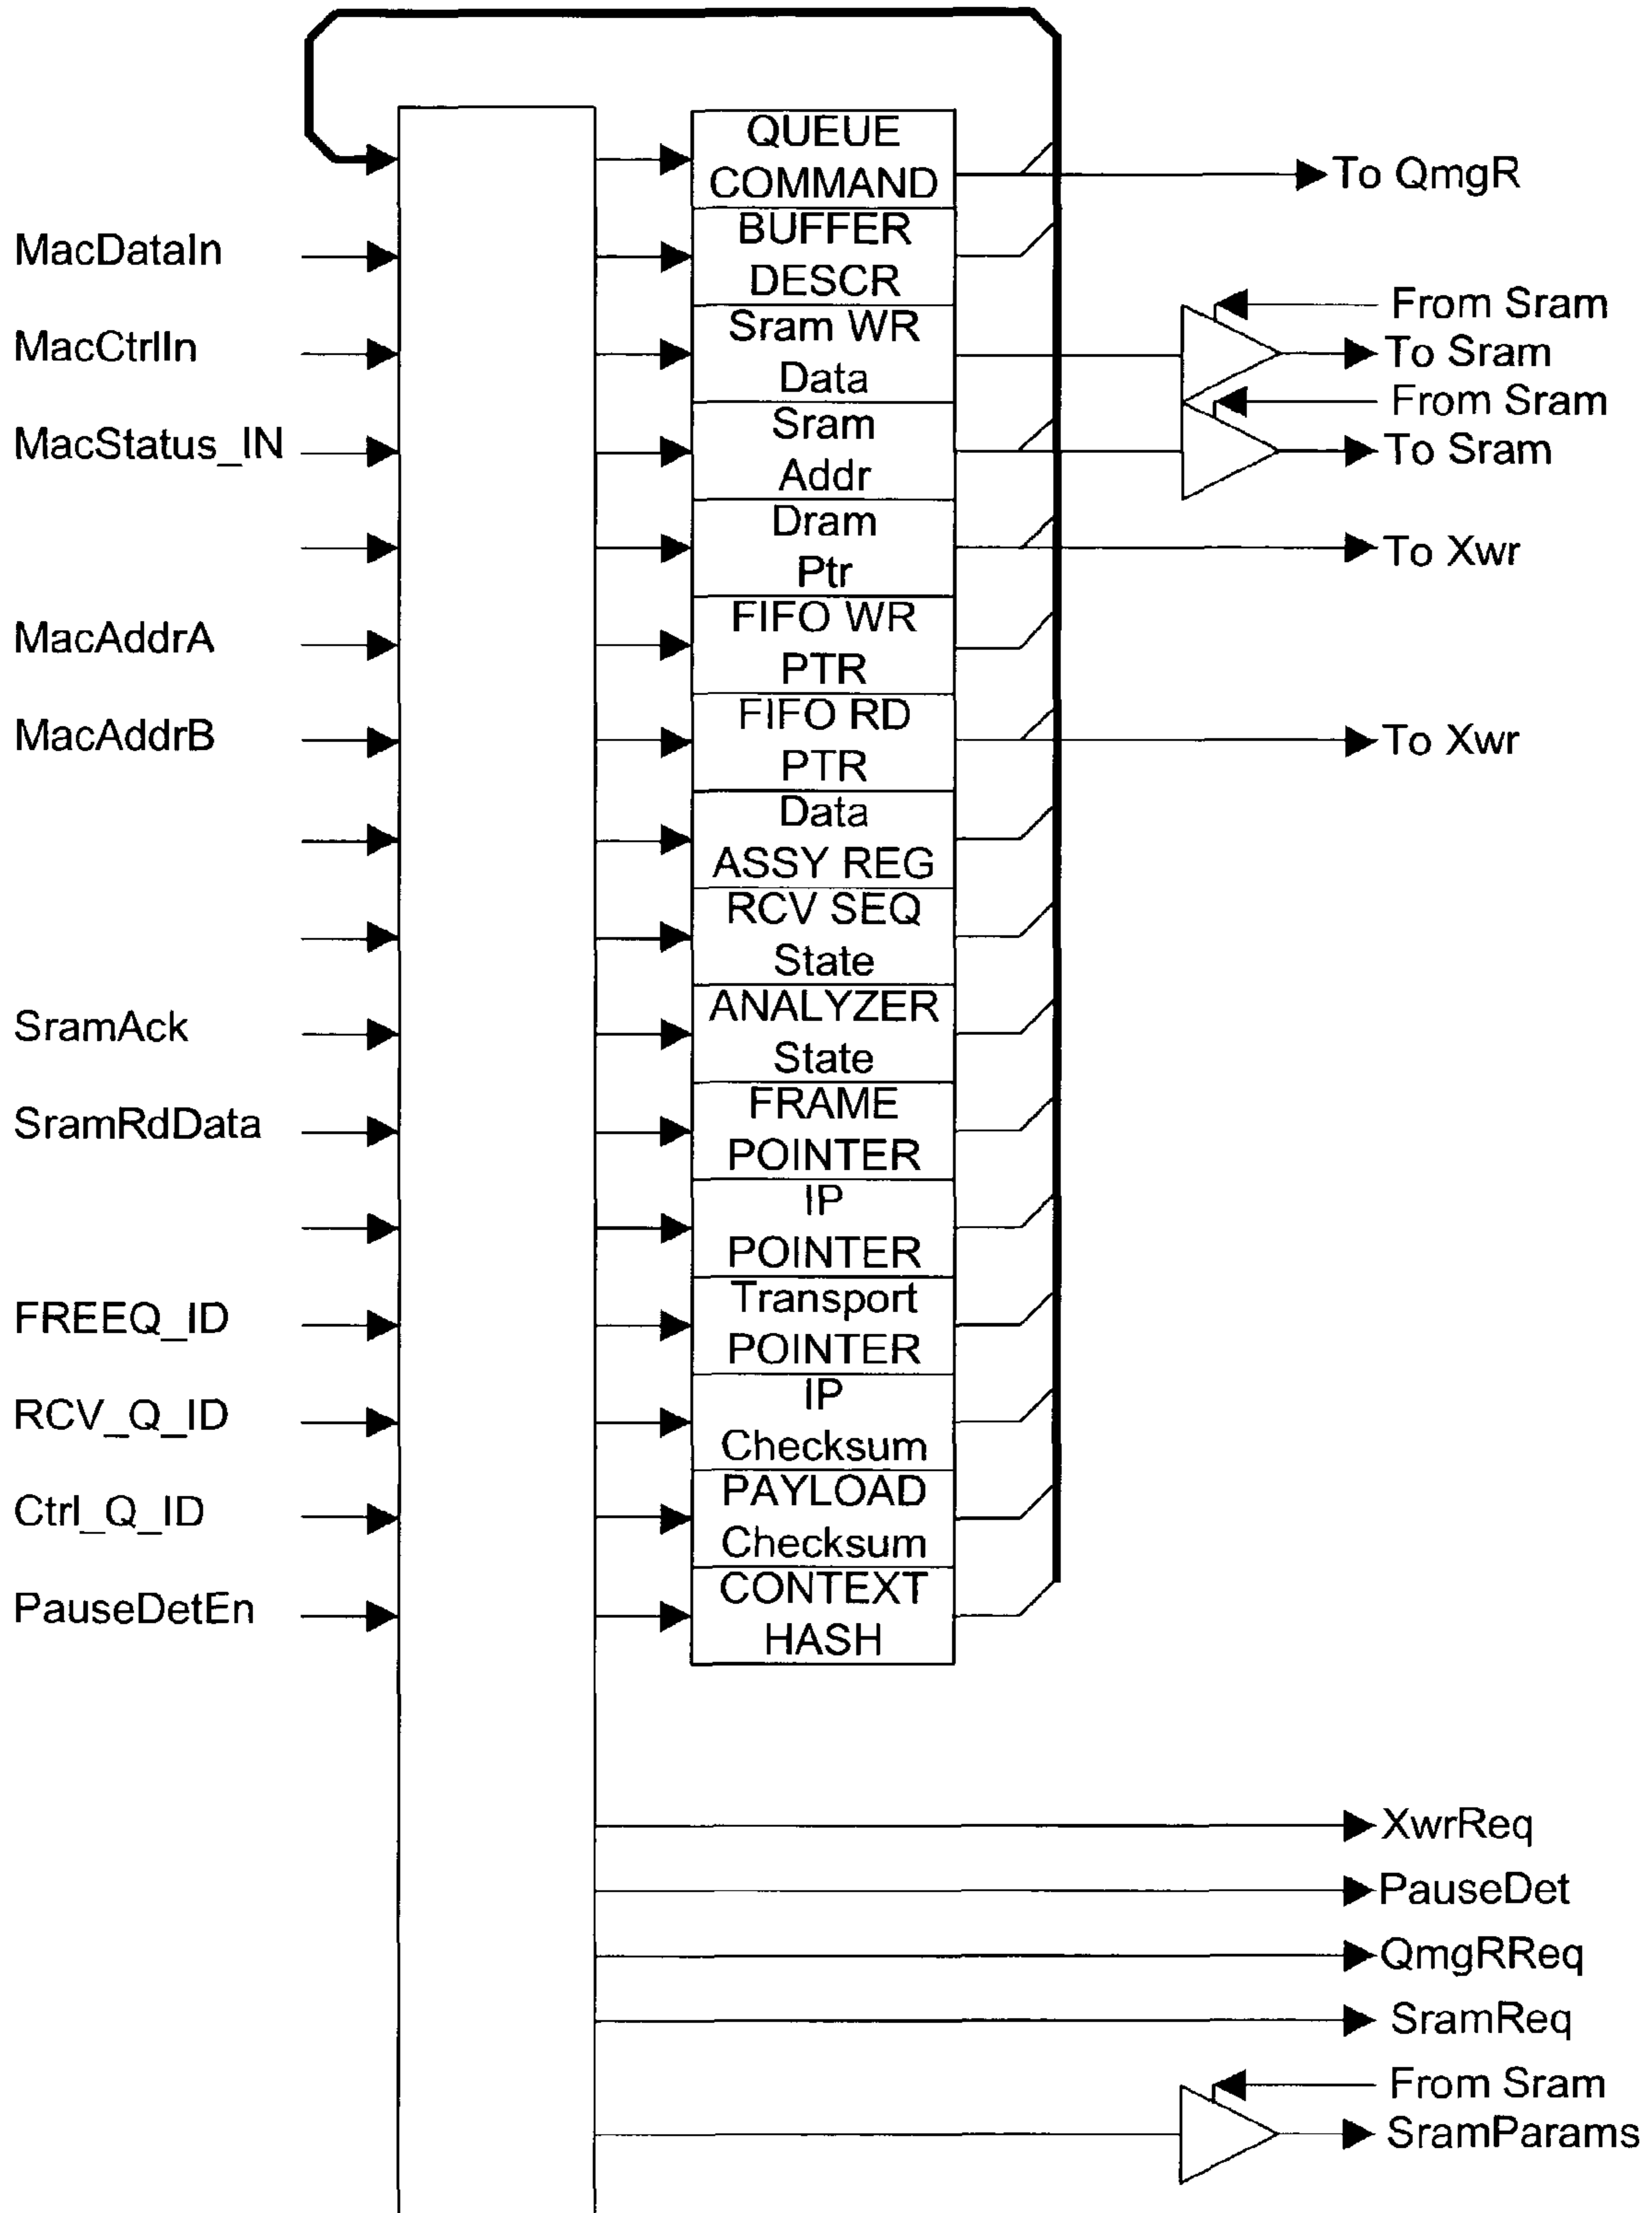 QUEUE
COMMAND
To QmgR
MacDataIn
BUFFER
DESCR
From Sram
MacCtrlIn
Sram WR
Data
To Sram
From Sram
MacStatus_IN
Sram
Addr
To Sram
Dram
Ptr
To Xwr
MacAddrA
FIFO WR
PTR
MacAddrB
FIFO RD
PTR
To Xwr
Data
ASSY REG
RCV SEQ
State
SramAck
ANALYZER
State
SramRdData
FRAME
POINTER
IP
POINTER
FREEQ_ID
Transport
POINTER
RCV_Q_ID
IP
Checksum
Ctrl_Q_ID
PAYLOAD
Checksum
PauseDetEn
CONTEXT
HASH
XwrReq
PauseDet
QmgRReq
SramReq
From Sram
SramParams